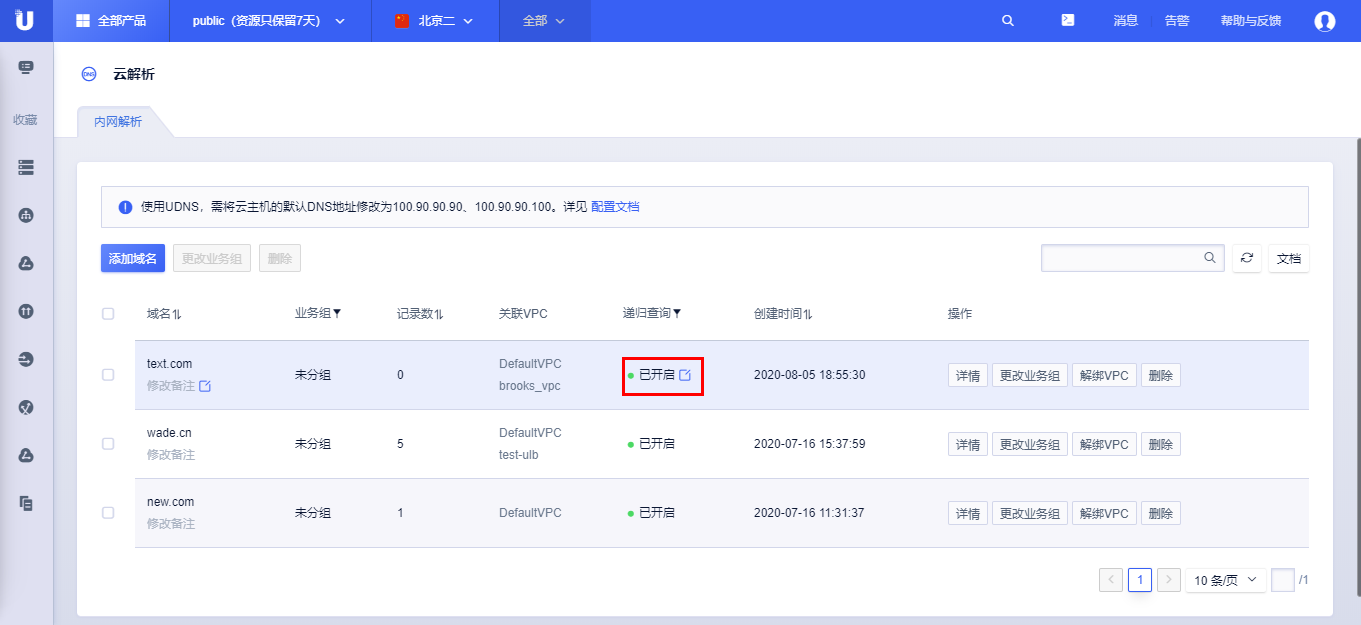 全部产品 public（资源只保留7天） 北京二 全部 消息 告警 帮助与反馈
收藏
DNS 云解析
内网解析
使用UDNS，需将云主机的默认DNS地址修改为100.90.90.90、100.90.90.100。详见 配置文档
添加域名 更改业务组 删除 文档
域名 业务组 记录数 关联VPC 递归查询 创建时间 操作
text.com
修改备注
未分组 0
DefaultVPC
brooks_vpc
已开启 2020-08-05 18:55:30 详情 更改业务组 解绑VPC 删除
wade.cn
修改备注
未分组 5
DefaultVPC
test-ulb
已开启 2020-07-16 15:37:59 详情 更改业务组 解绑VPC 删除
new.com
修改备注
未分组 1 DefaultVPC 已开启 2020-07-16 11:31:37 详情 更改业务组 解绑VPC 删除
1 10 条/页 /1